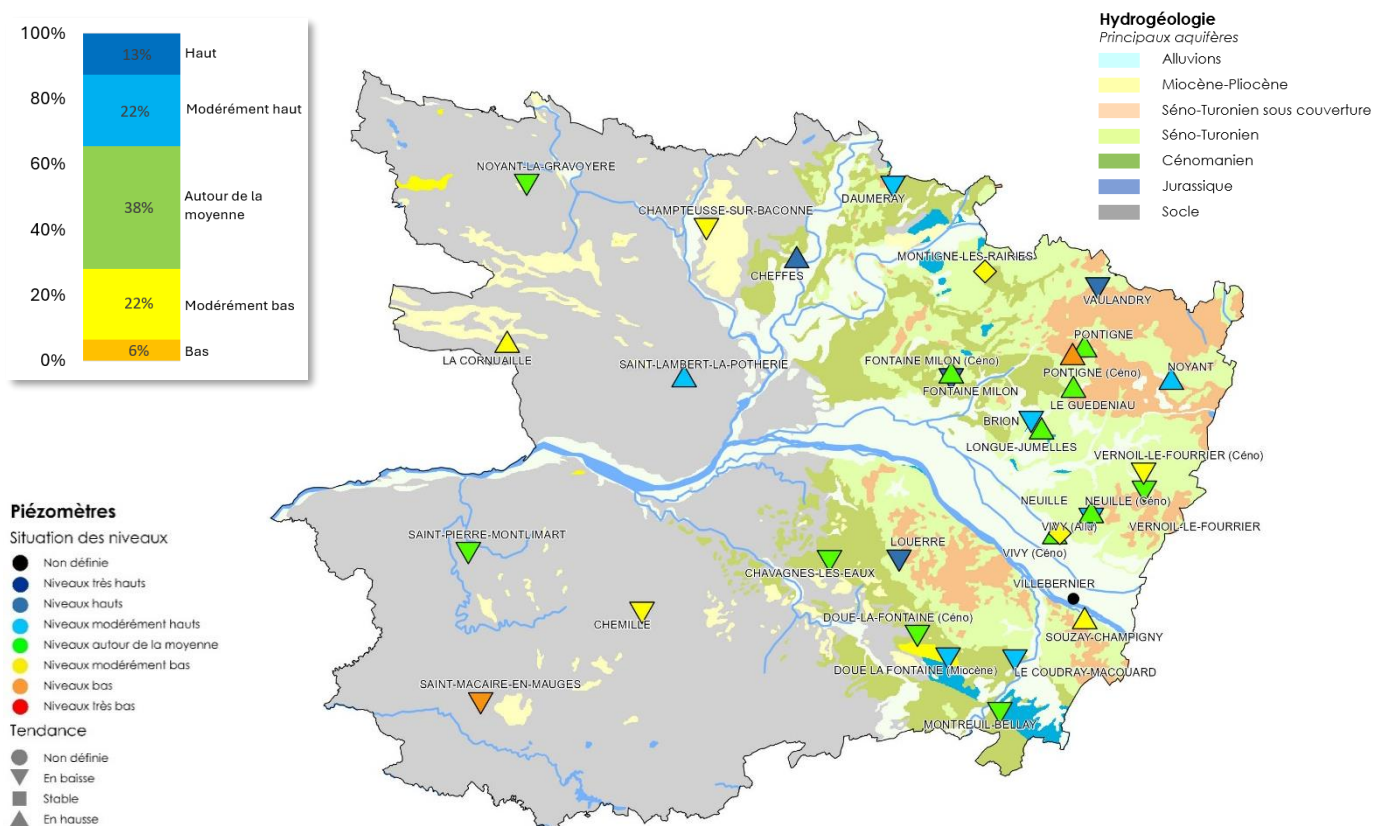 100%
80%
60%
40%
20%
0%
13%
22%
38%
22%
6%
Haut
Modérément haut
Autour de la
moyenne
Modérément bas
Bas
Hydrogéologie
Principaux aquifères
Alluvions
Miocène-Pliocène
Séno-Turonien sous couverture
Séno-Turonien
Cénomanien
Jurassique
Socle
NOYANT-LA-GRAVOYERE
CHAMPTEUSSE-SUR-BACONNE
DAUMERAY
CHEFFES
MONTIGNE-LES-RAIRIES
VAULANDRY
LA CORNUAILLE
SAINT-LAMBERT-LA-POTHERIE
PONTIGNE
FONTAINE MILON (Céno)
PONTIGNE (Céno)
NOYANT
FONTAINE MILON
LE GUEDENIAU
BRION
LONGUE-JUMELLES
VERNOIL-LE-FOURRIER (Céno)
NEUILLE
NEUILLE (Céno)
VIVY (Allu)
VERNOIL-LE-FOURRIER
VIVY (Céno)
SAINT-PIERRE-MONTLIMART
LOUERRE
CHAVAGNES-LES-EAUX
VILLEBERNIER
CHEMILLE
DOUE-LA-FONTAINE (Céno)
SOUZAY-CHAMPIGNY
DOUE LA FONTAINE (Miocène)
LE COUDRAY-MACOUARD
SAINT-MACAIRE-EN-MAUGES
MONTREUIL-BELLAY
Piézomètres
Situation des niveaux
Non définie
Niveaux très hauts
Niveaux hauts
Niveaux modérément hauts
Niveaux autour de la moyenne
Niveaux modérément bas
Niveaux bas
Niveaux très bas
Tendance
Non définie
En baisse
Stable
En hausse